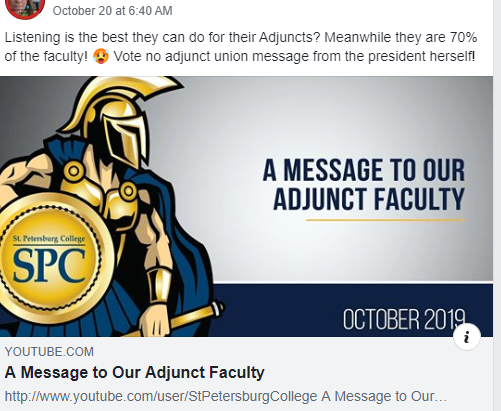 October 20 at 6:40 AM
Listening is the best they can do for their Adjuncts? Meanwhile they are 70%
of the faculty! 🥵 Vote no adjunct union message from the president herself!
A MESSAGE TO OUR
ADJUNCT FACULTY
St. Petersburg College
SPC
OCTOBER 2019
i
YOUTUBE.COM
A Message to Our Adjunct Faculty
http://www.youtube.com/user/StPetersburgCollege A Message to Our...